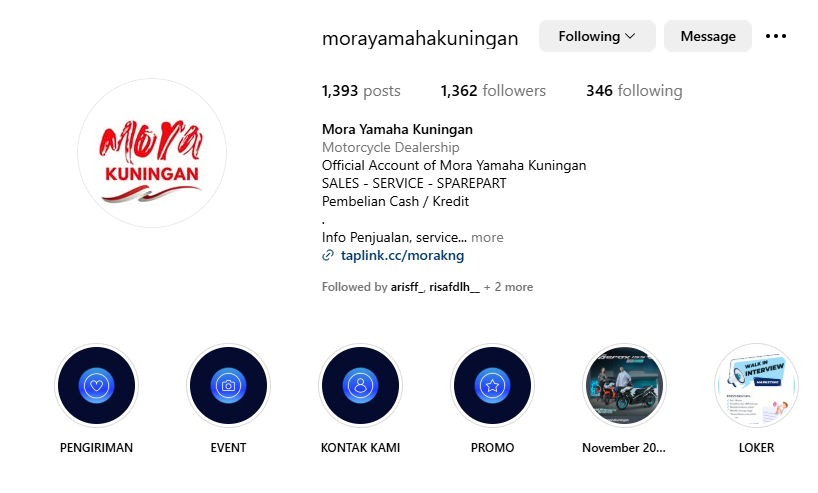 morayamahakuningan
Following
Message
1,393 posts
1,362 followers
346 following
mora
KUNINGAN
Mora Yamaha Kuningan
Motorcycle Dealership
Official Account of Mora Yamaha Kuningan
SALES - SERVICE - SPAREPART
Pembelian Cash / Kredit
.
Info Penjualan, service... more
taplink.cc/morakng
Followed by arisff_, risafdlh__ + 2 more
WALK IN
INTERVIEW
MARKETING
PENGIRIMAN
EVENT
KONTAK KAMI
PROMO
November 20...
LOKER